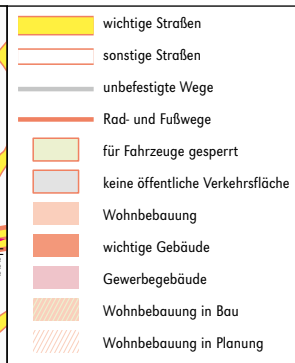 wichtige Straßen
sonstige Straßen
unbefestigte Wege
Rad- und Fußwege
für Fahrzeuge gesperrt
keine öffentliche Verkehrsfläche
Wohnbebauung
wichtige Gebäude
Gewerbegebäude
Wohnbebauung in Bau
Wohnbebauung in Planung